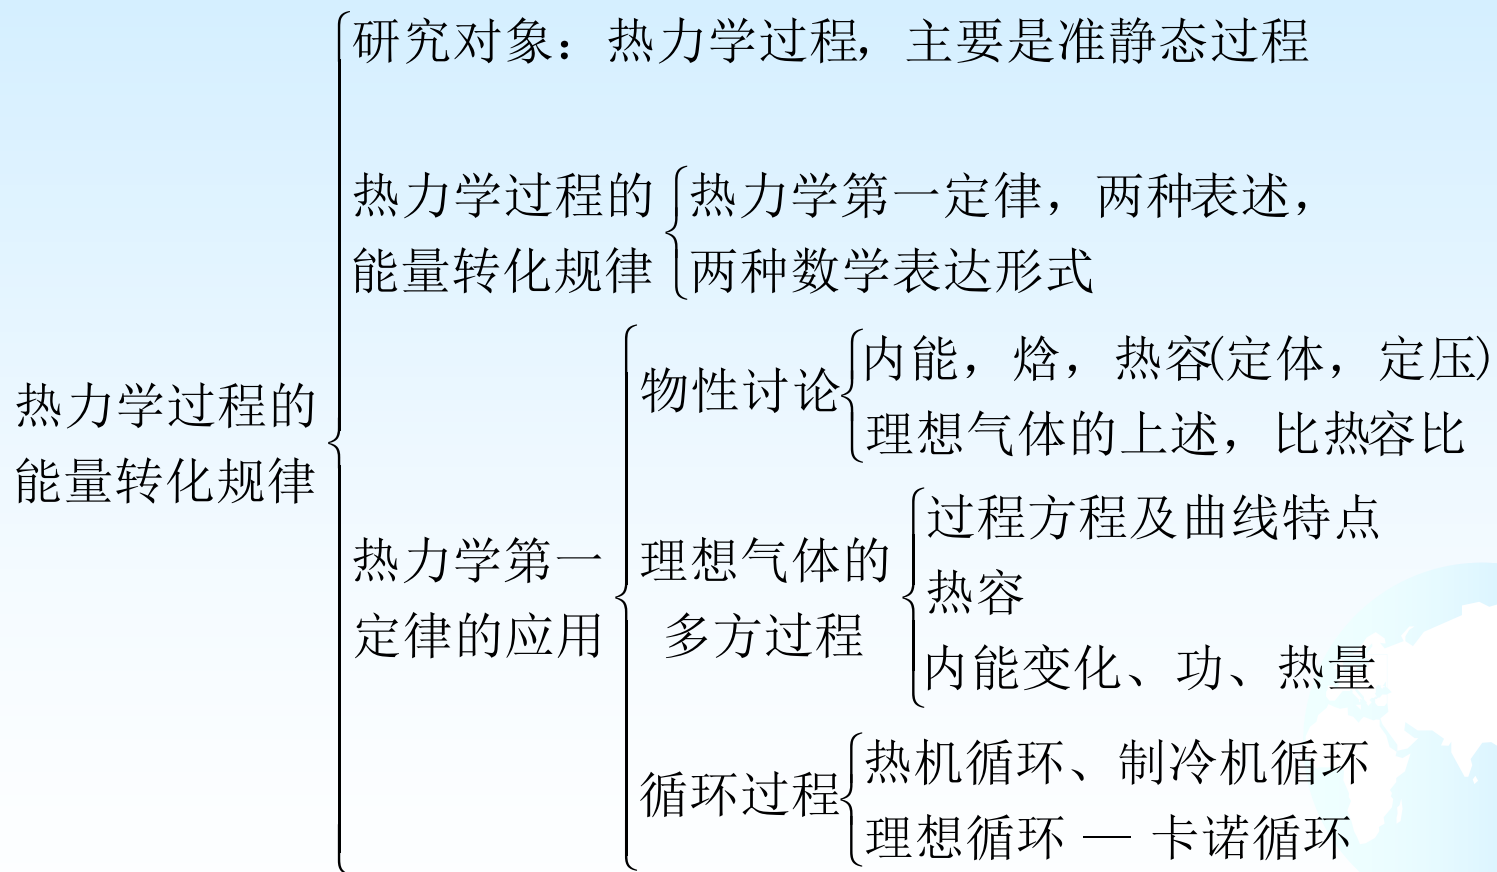 热力学过程的
能量转化规律
研究对象：热力学过程，主要是准静态过程
热力学过程的
能量转化规律
热力学第一定律，两种表述，
两种数学表达形式
热力学第一
定律的应用
物性讨论
内能，焓，热容(定体，定压)
理想气体的上述，比热容比
理想气体的
多方过程
过程方程及曲线特点
热容
内能变化、功、热量
循环过程
热机循环、制冷机循环
理想循环 — 卡诺循环